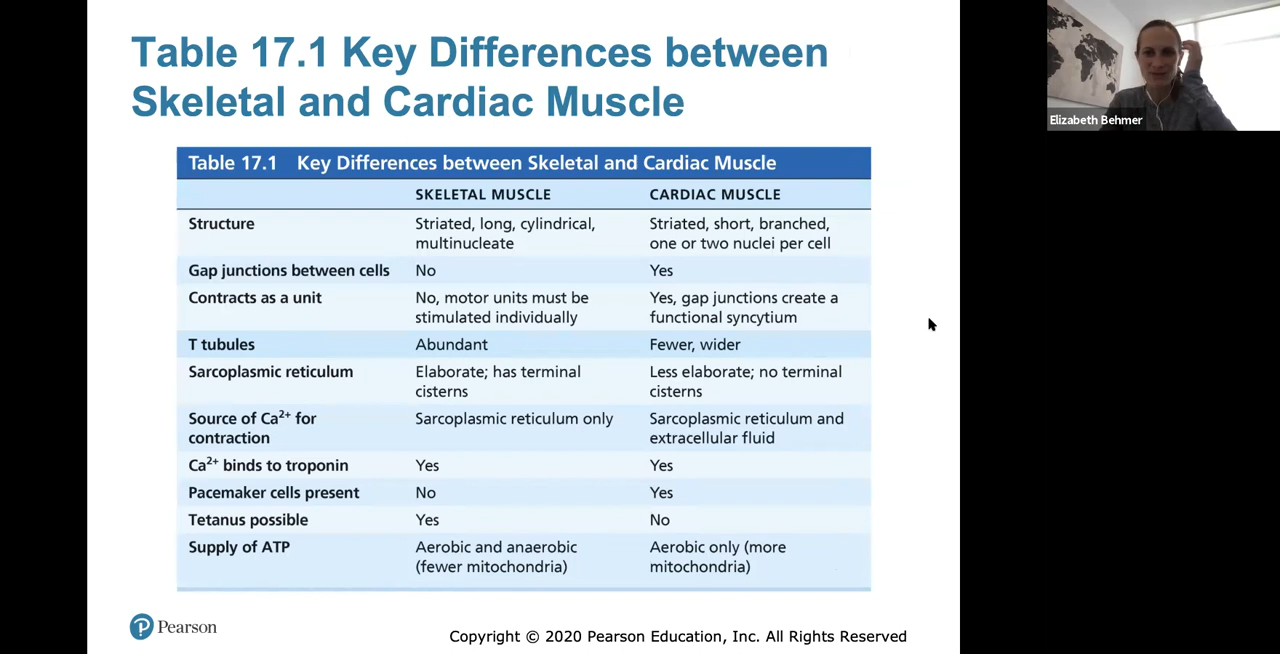 Table 17.1 Key Differences between
Skeletal and Cardiac Muscle
Elizabeth Behmer
Table 17.1 Key Differences between Skeletal and Cardiac Muscle
SKELETAL MUSCLE CARDIAC MUSCLE
Structure Striated, long, cylindrical, Striated, short, branched,
multinucleate one or two nuclei per cell
Gap junctions between cells No Yes
Contracts as a unit No, motor units must be Yes, gap junctions create a
stimulated individually functional syncytium
T tubules Abundant Fewer, wider
Sarcoplasmic reticulum Elaborate; has terminal Less elaborate; no terminal
cisterns cisterns
Source of Ca²⁺ for Sarcoplasmic reticulum only Sarcoplasmic reticulum and
contraction extracellular fluid
Ca²⁺ binds to troponin Yes Yes
Pacemaker cells present No Yes
Tetanus possible Yes No
Supply of ATP Aerobic and anaerobic Aerobic only (more
(fewer mitochondria) mitochondria)
P Pearson
Copyright © 2020 Pearson Education, Inc. All Rights Reserved